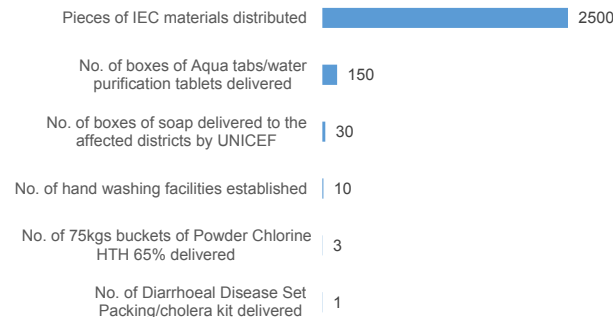 Pieces of IEC materials distributed
2500
No. of boxes of Aqua tabs/water
purification tablets delivered
150
No. of boxes of soap delivered to the
affected districts by UNICEF
30
No. of hand washing facilities established
10
No. of 75kgs buckets of Powder Chlorine
HTH 65% delivered
3
No. of Diarrhoeal Disease Set
Packing/cholera kit delivered
1